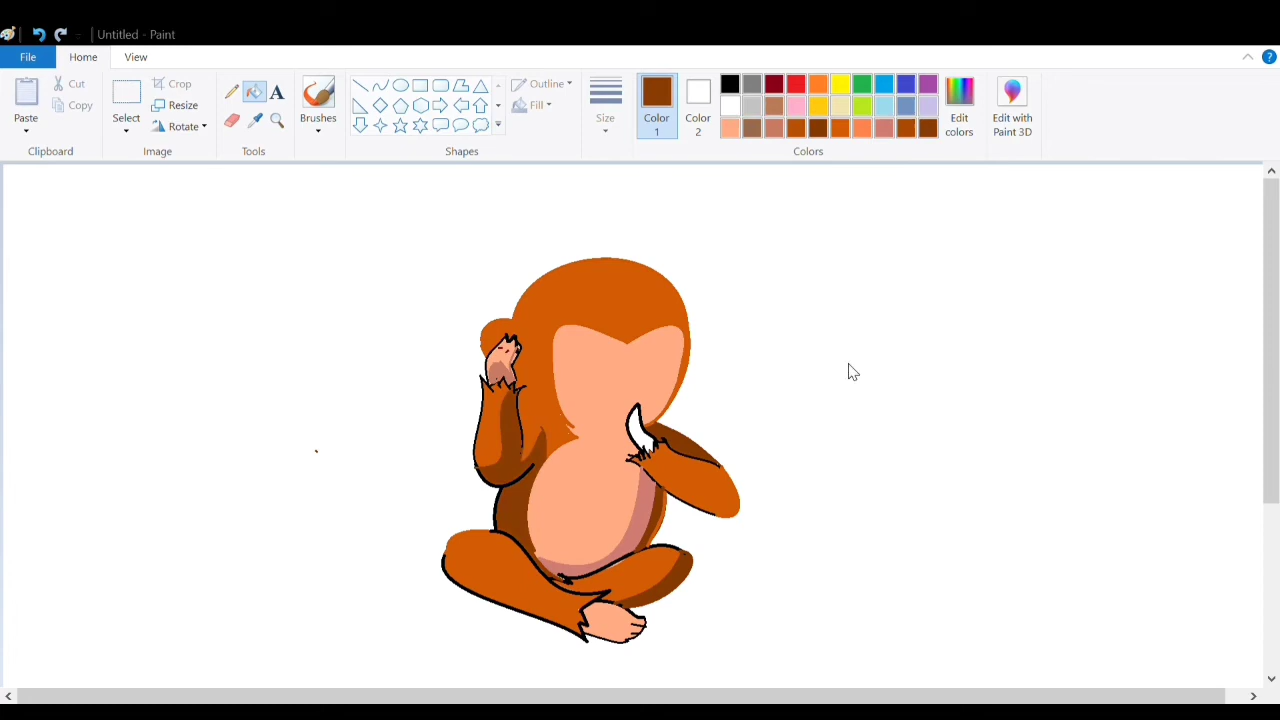 Untitled - Paint
File Home View
Paste
Cut
Copy
Clipboard
Select
Crop
Resize
Rotate
Image
A
Tools
Brushes
Shapes
Outline
Fill
Size
Color
1
Color
2
Colors
Edit
colors
Edit with
Paint 3D
?